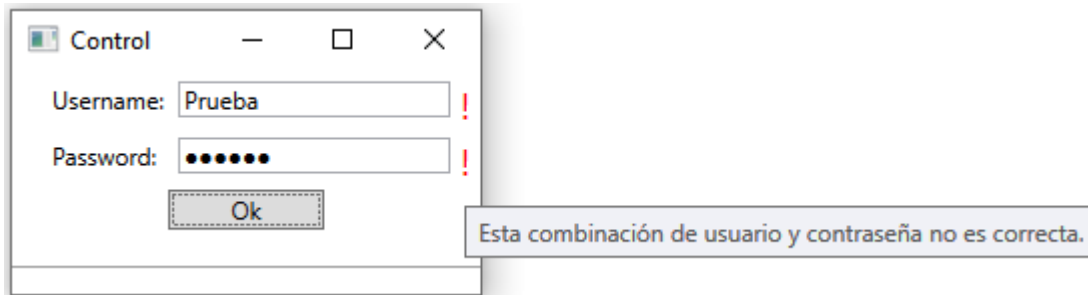 Control
Username: Prueba !
Password: ●●●●●● !
Ok
Esta combinación de usuario y contraseña no es correcta.